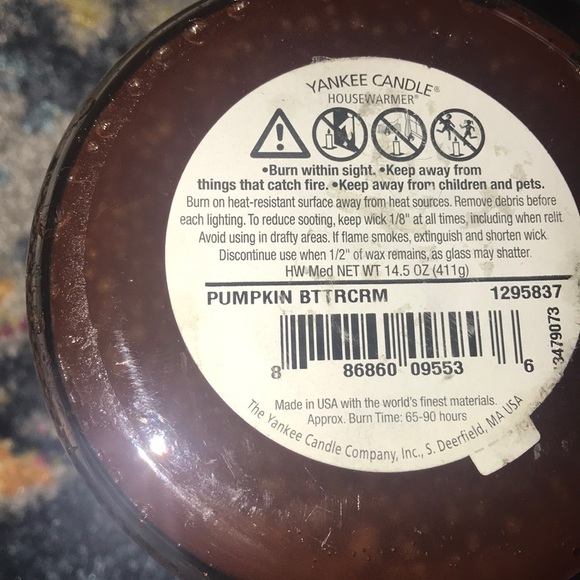 YANKEE CANDLE®
HOUSEWARMER®
•Burn within sight. •Keep away from
things that catch fire. •Keep away from children and pets.
Burn on heat-resistant surface away from heat sources. Remove debris before
each lighting. To reduce sooting, keep wick 1/8" at all times, including when relit
Avoid using in drafty areas. If flame smokes, extinguish and shorten wick
Discontinue use when 1/2" of wax remains, as glass may shatter.
HW Med NET WT 14.5 OZ (411g)
PUMPKIN BTTRCRM 1295837
8 86860 09553 6
3479073
Made in USA with the world's finest materials.
Approx. Burn Time: 65-90 hours
The Yankee Candle Company, Inc., S. Deerfield, MA USA